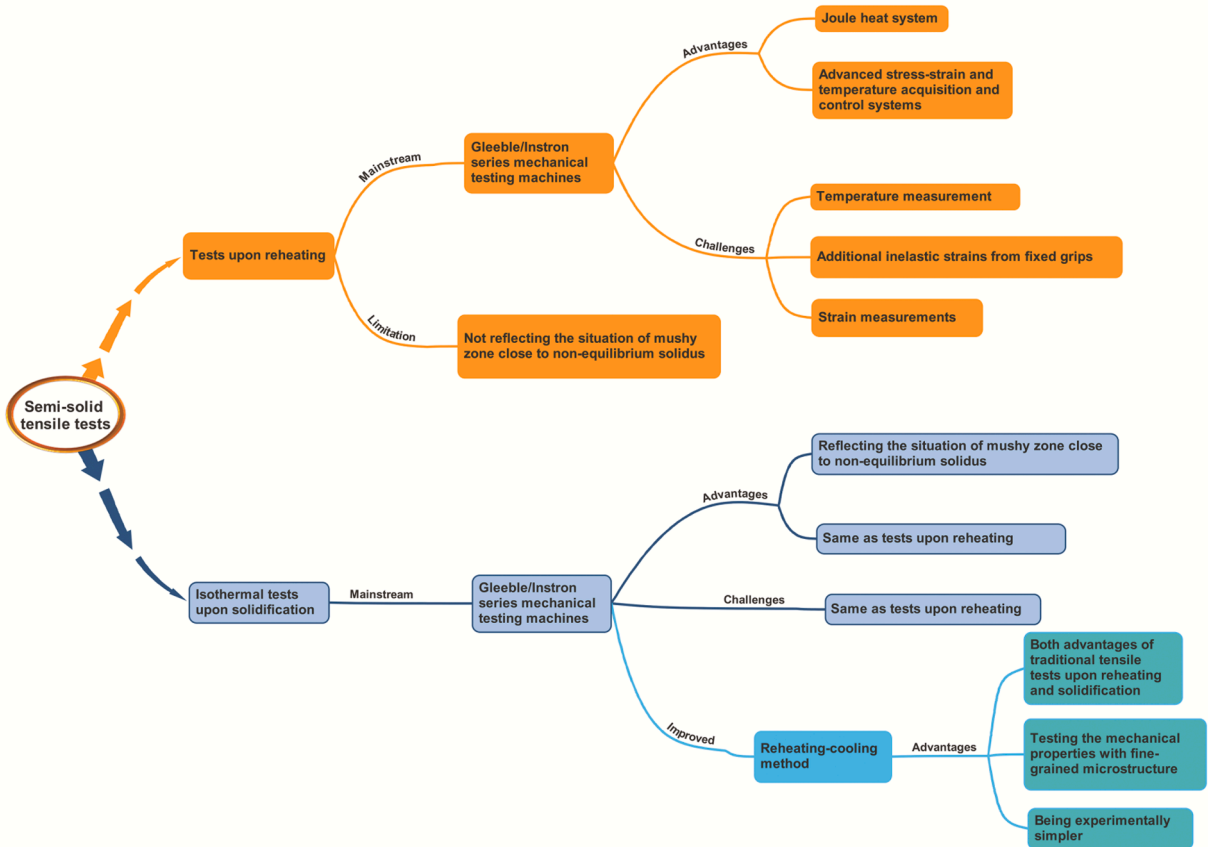 Semi-solid
tensile tests
Tests upon reheating
Mainstream
Gleeble/Instron
series mechanical
testing machines
Advantages
Joule heat system
Advanced stress-strain and
temperature acquisition and
control systems
Challenges
Temperature measurement
Additional inelastic strains from fixed grips
Strain measurements
Limitation
Not reflecting the situation of mushy
zone close to non-equilibrium solidus
Isothermal tests
upon solidification
Mainstream
Gleeble/Instron
series mechanical
testing machines
Advantages
Reflecting the situation of mushy zone close
to non-equilibrium solidus
Same as tests upon reheating
Challenges
Same as tests upon reheating
Improved
Reheating-cooling
method
Advantages
Both advantages of
traditional tensile
tests upon reheating
and solidification
Testing the mechanical
properties with fine-
grained microstructure
Being experimentally
simpler